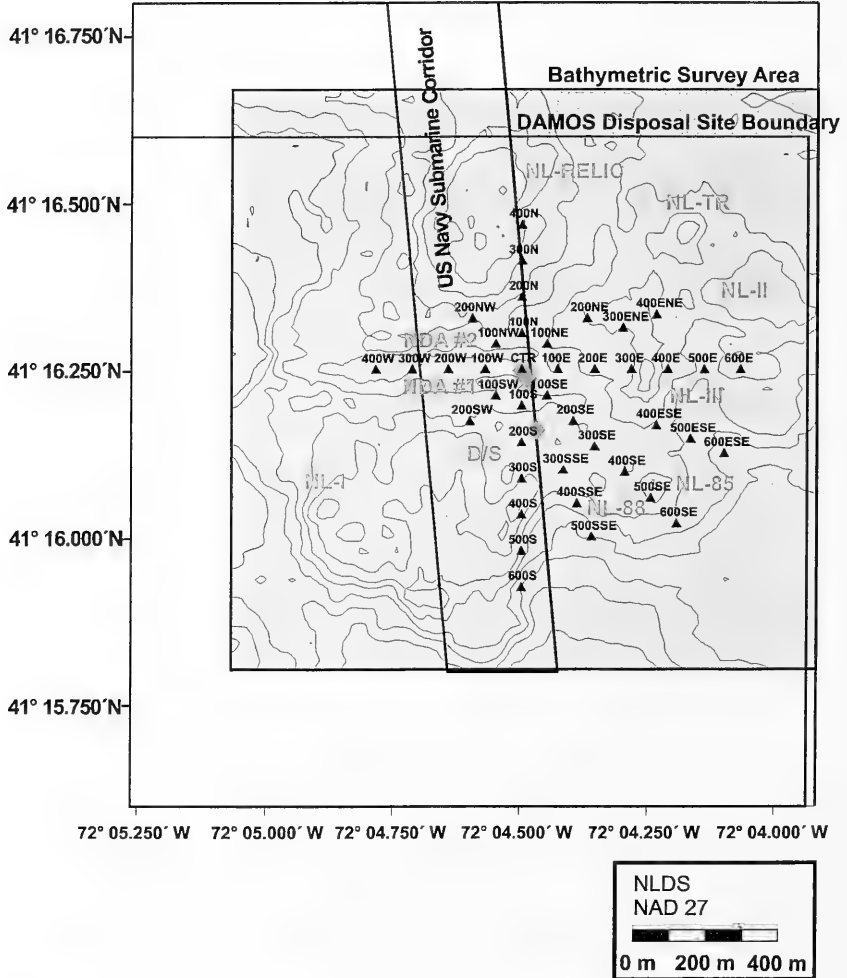 41° 16.750´N
Bathymetric Survey Area
US Navy Submarine Corridor
DAMOS Disposal Site Boundary
NL-RELIC
41° 16.500´N
NL-TR
400N
300N
NL-II
200N
400ENE
200NW
200NE
300ENE
100N
NDA #2
100NW
100NE
41° 16.250´N
400W 300W 200W 100W CTR 100E 200E 300E 400E 500E 600E
NDA #1
100SW
100SE
NL-III
100S
200SW
200SE
400ESE
200S
300SE
500ESE
D/S
600ESE
300SSE
400SE
NL-I
300S
500SE
NL-85
400SSE
NL-88
400S
600SE
500SSE
41° 16.000´N
500S
600S
41° 15.750´N
72° 05.250´ W 72° 05.000´ W 72° 04.750´ W 72° 04.500´ W 72° 04.250´ W 72° 04.000´ W
NLDS
NAD 27
0 m 200 m 400 m